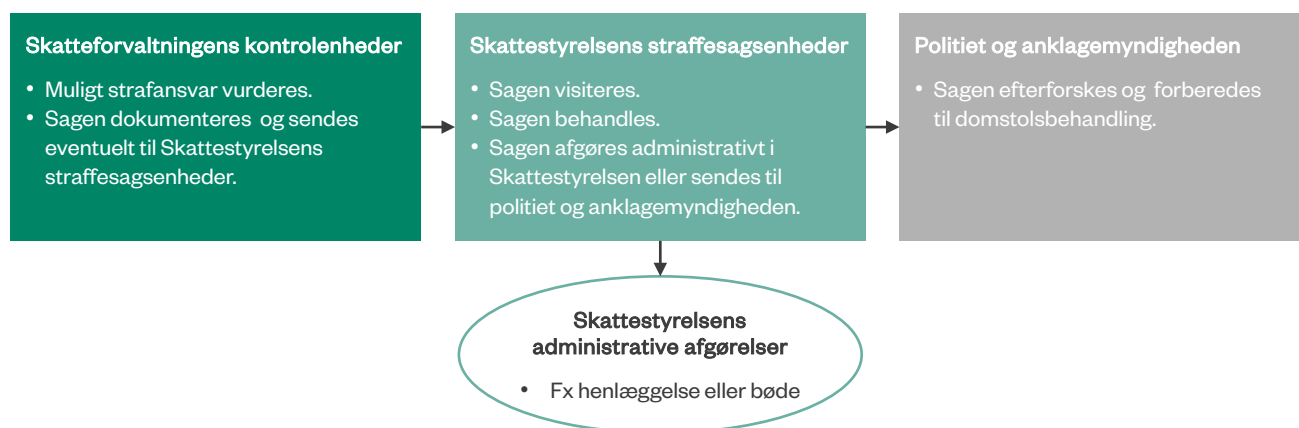 Skatteforvaltningens kontrolenheder
• Muligt strafansvar vurderes.
• Sagen dokumenteres og sendes
eventuelt til Skattestyrelsens
straffesagsenheder.
Skattestyrelsens straffesagsenheder
• Sagen visiteres.
• Sagen behandles.
• Sagen afgøres administrativt i
Skattestyrelsen eller sendes til
politiet og anklagemyndigheden.
Politiet og anklagemyndigheden
• Sagen efterforskes og forberedes
til domstolsbehandling.
Skattestyrelsens
administrative afgørelser
• Fx henlæggelse eller bøde